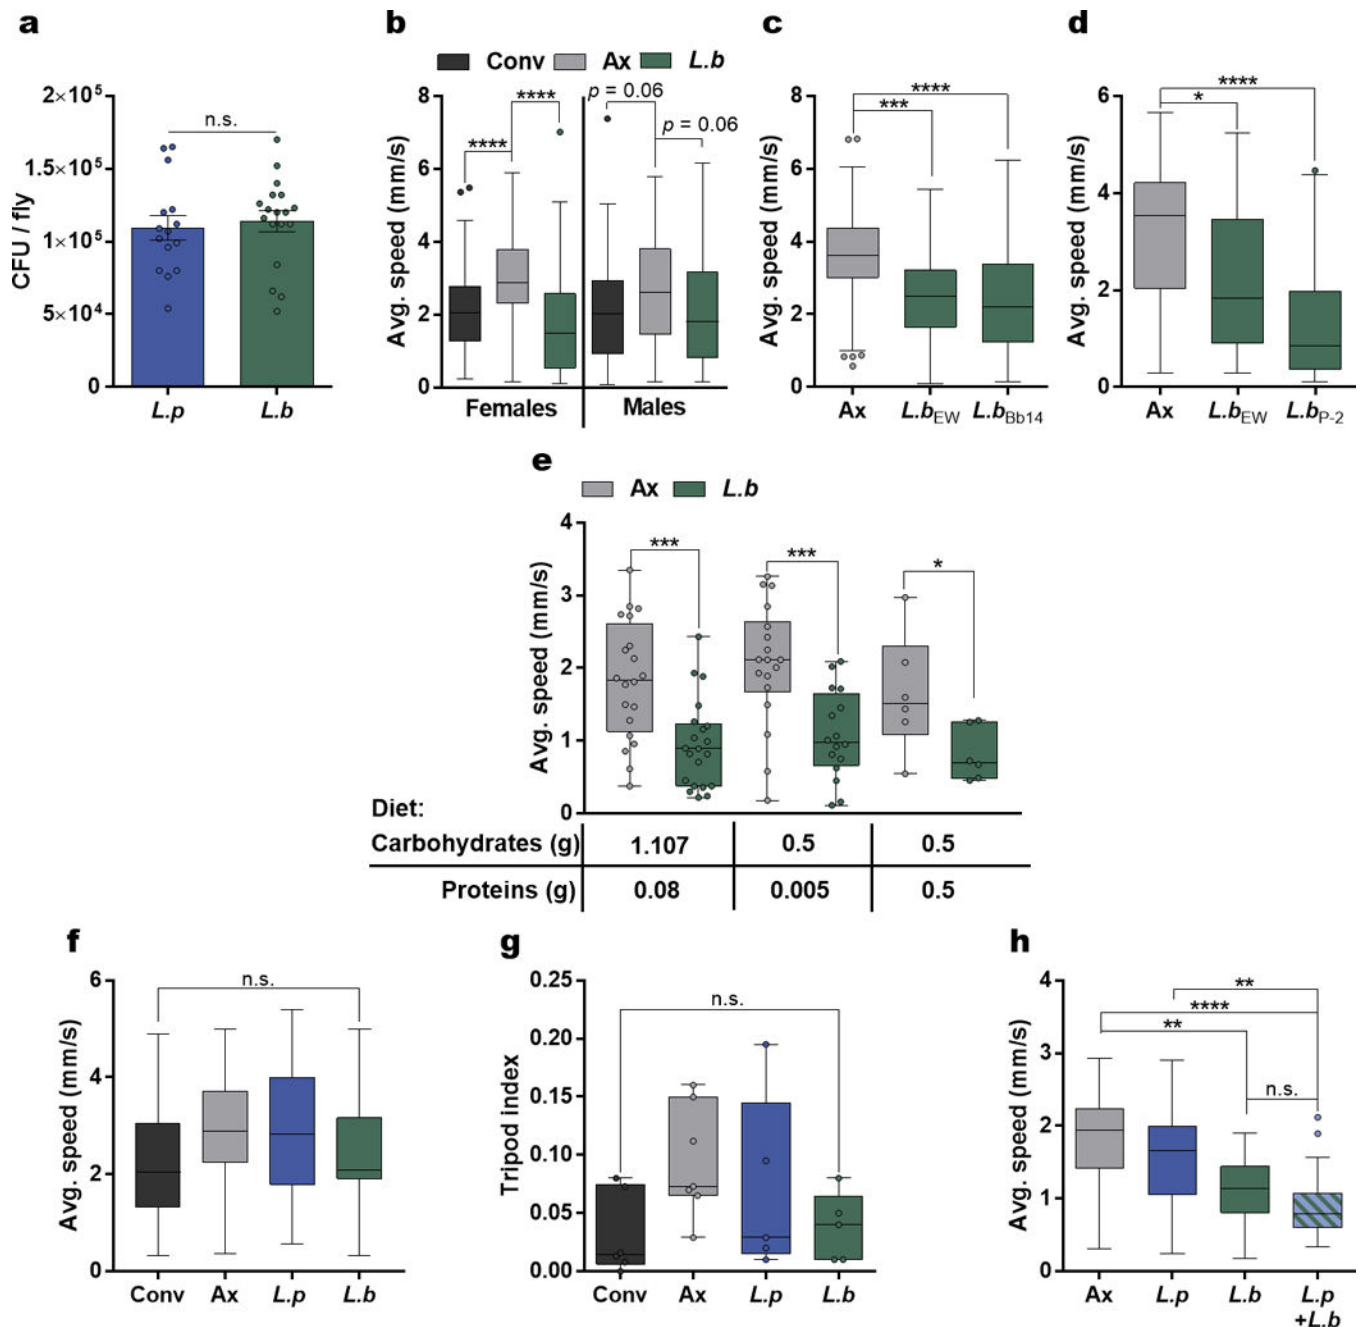 a
CFU / fly
2×10⁵
1.5×10⁵
1×10⁵
5×10⁴
0
n.s.
L.p
L.b
b
Conv
Ax
L.b
Avg. speed (mm/s)
8
6
4
2
0
****
****
p = 0.06
p = 0.06
Females
Males
c
Avg. speed (mm/s)
8
6
4
2
0
***
****
Ax
L.bEW
L.bBb14
d
Avg. speed (mm/s)
6
4
2
0
*
****
Ax
L.bEW
L.bP-2
e
Ax
L.b
Avg. speed (mm/s)
4
3
2
1
0
***
***
*
Diet:
Carbohydrates (g) 1.107 0.5 0.5
Proteins (g) 0.08 0.005 0.5
f
Avg. speed (mm/s)
6
4
2
0
n.s.
Conv
Ax
L.p
L.b
g
Tripod index
0.25
0.20
0.15
0.10
0.05
0.00
n.s.
Conv
Ax
L.p
L.b
h
Avg. speed (mm/s)
4
3
2
1
0
**
****
**
n.s.
Ax
L.p
L.b
L.p
+L.b